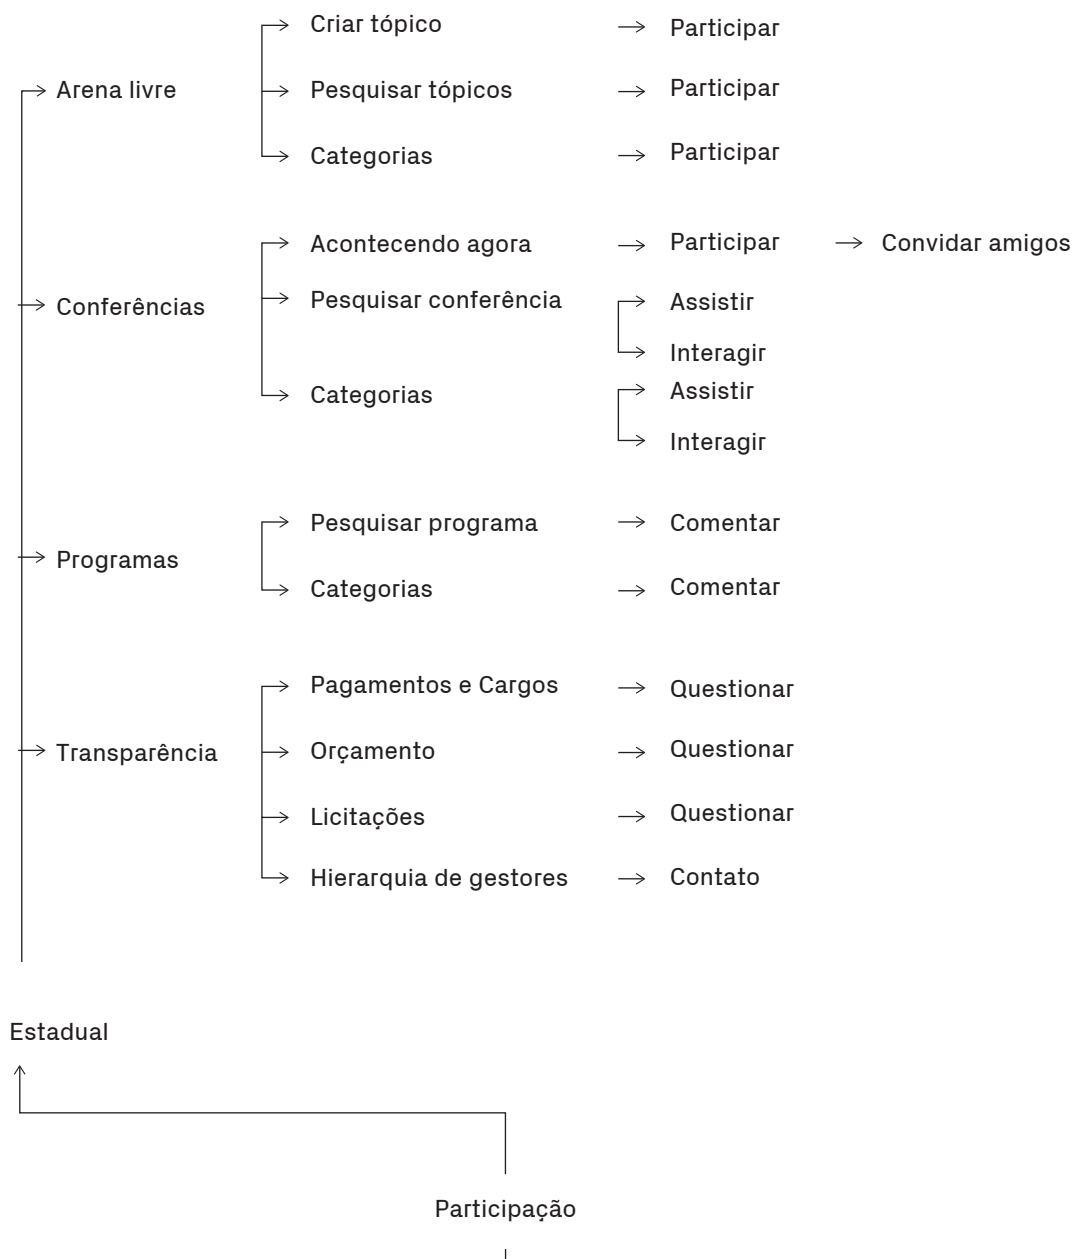 Criar tópico
Participar
Arena livre
Pesquisar tópicos
Participar
Categorias
Participar
Acontecendo agora
Participar
Convidar amigos
Conferências
Pesquisar conferência
Assistir
Interagir
Categorias
Assistir
Interagir
Programas
Pesquisar programa
Comentar
Categorias
Comentar
Transparência
Pagamentos e Cargos
Questionar
Orçamento
Questionar
Licitações
Questionar
Hierarquia de gestores
Contato
Estadual
Participação